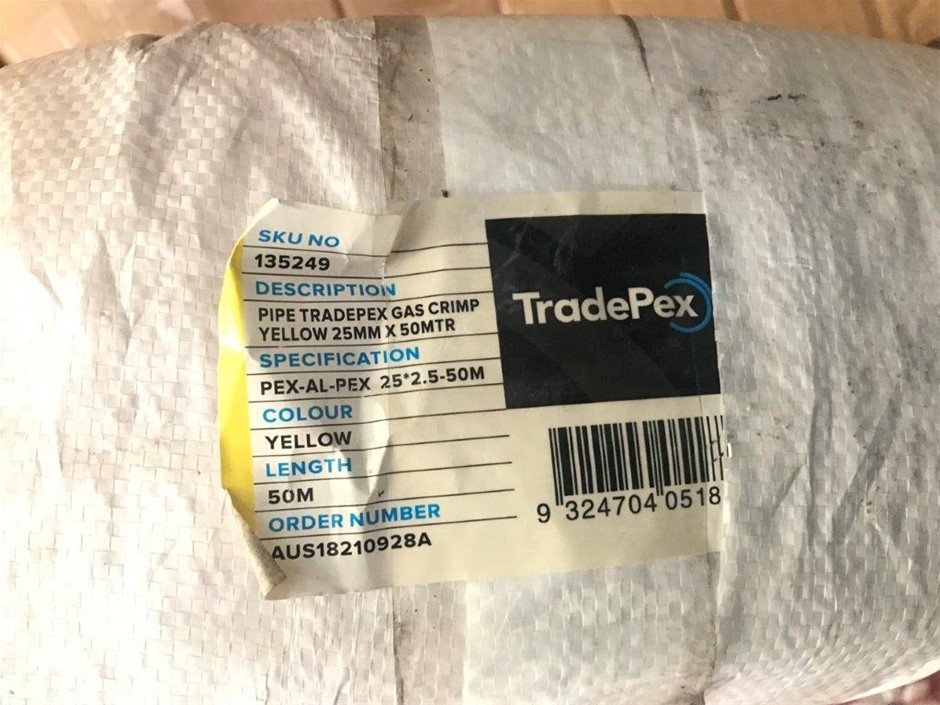 SKU NO
135249
DESCRIPTION
PIPE TRADEPEX GAS CRIMP
YELLOW 25MM X 50MTR
SPECIFICATION
PEX-AL-PEX 25*2.5-50M
COLOUR
YELLOW
LENGTH
50M
ORDER NUMBER
AUS18210928A
TradePex
9 324704 0518